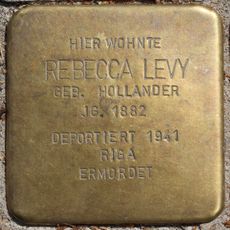 HIER WOHNTE
REBECCA LEVY
GEB. HOLLANDER
JG. 1882
DEPORTIERT 1941
RIGA
ERMORDET